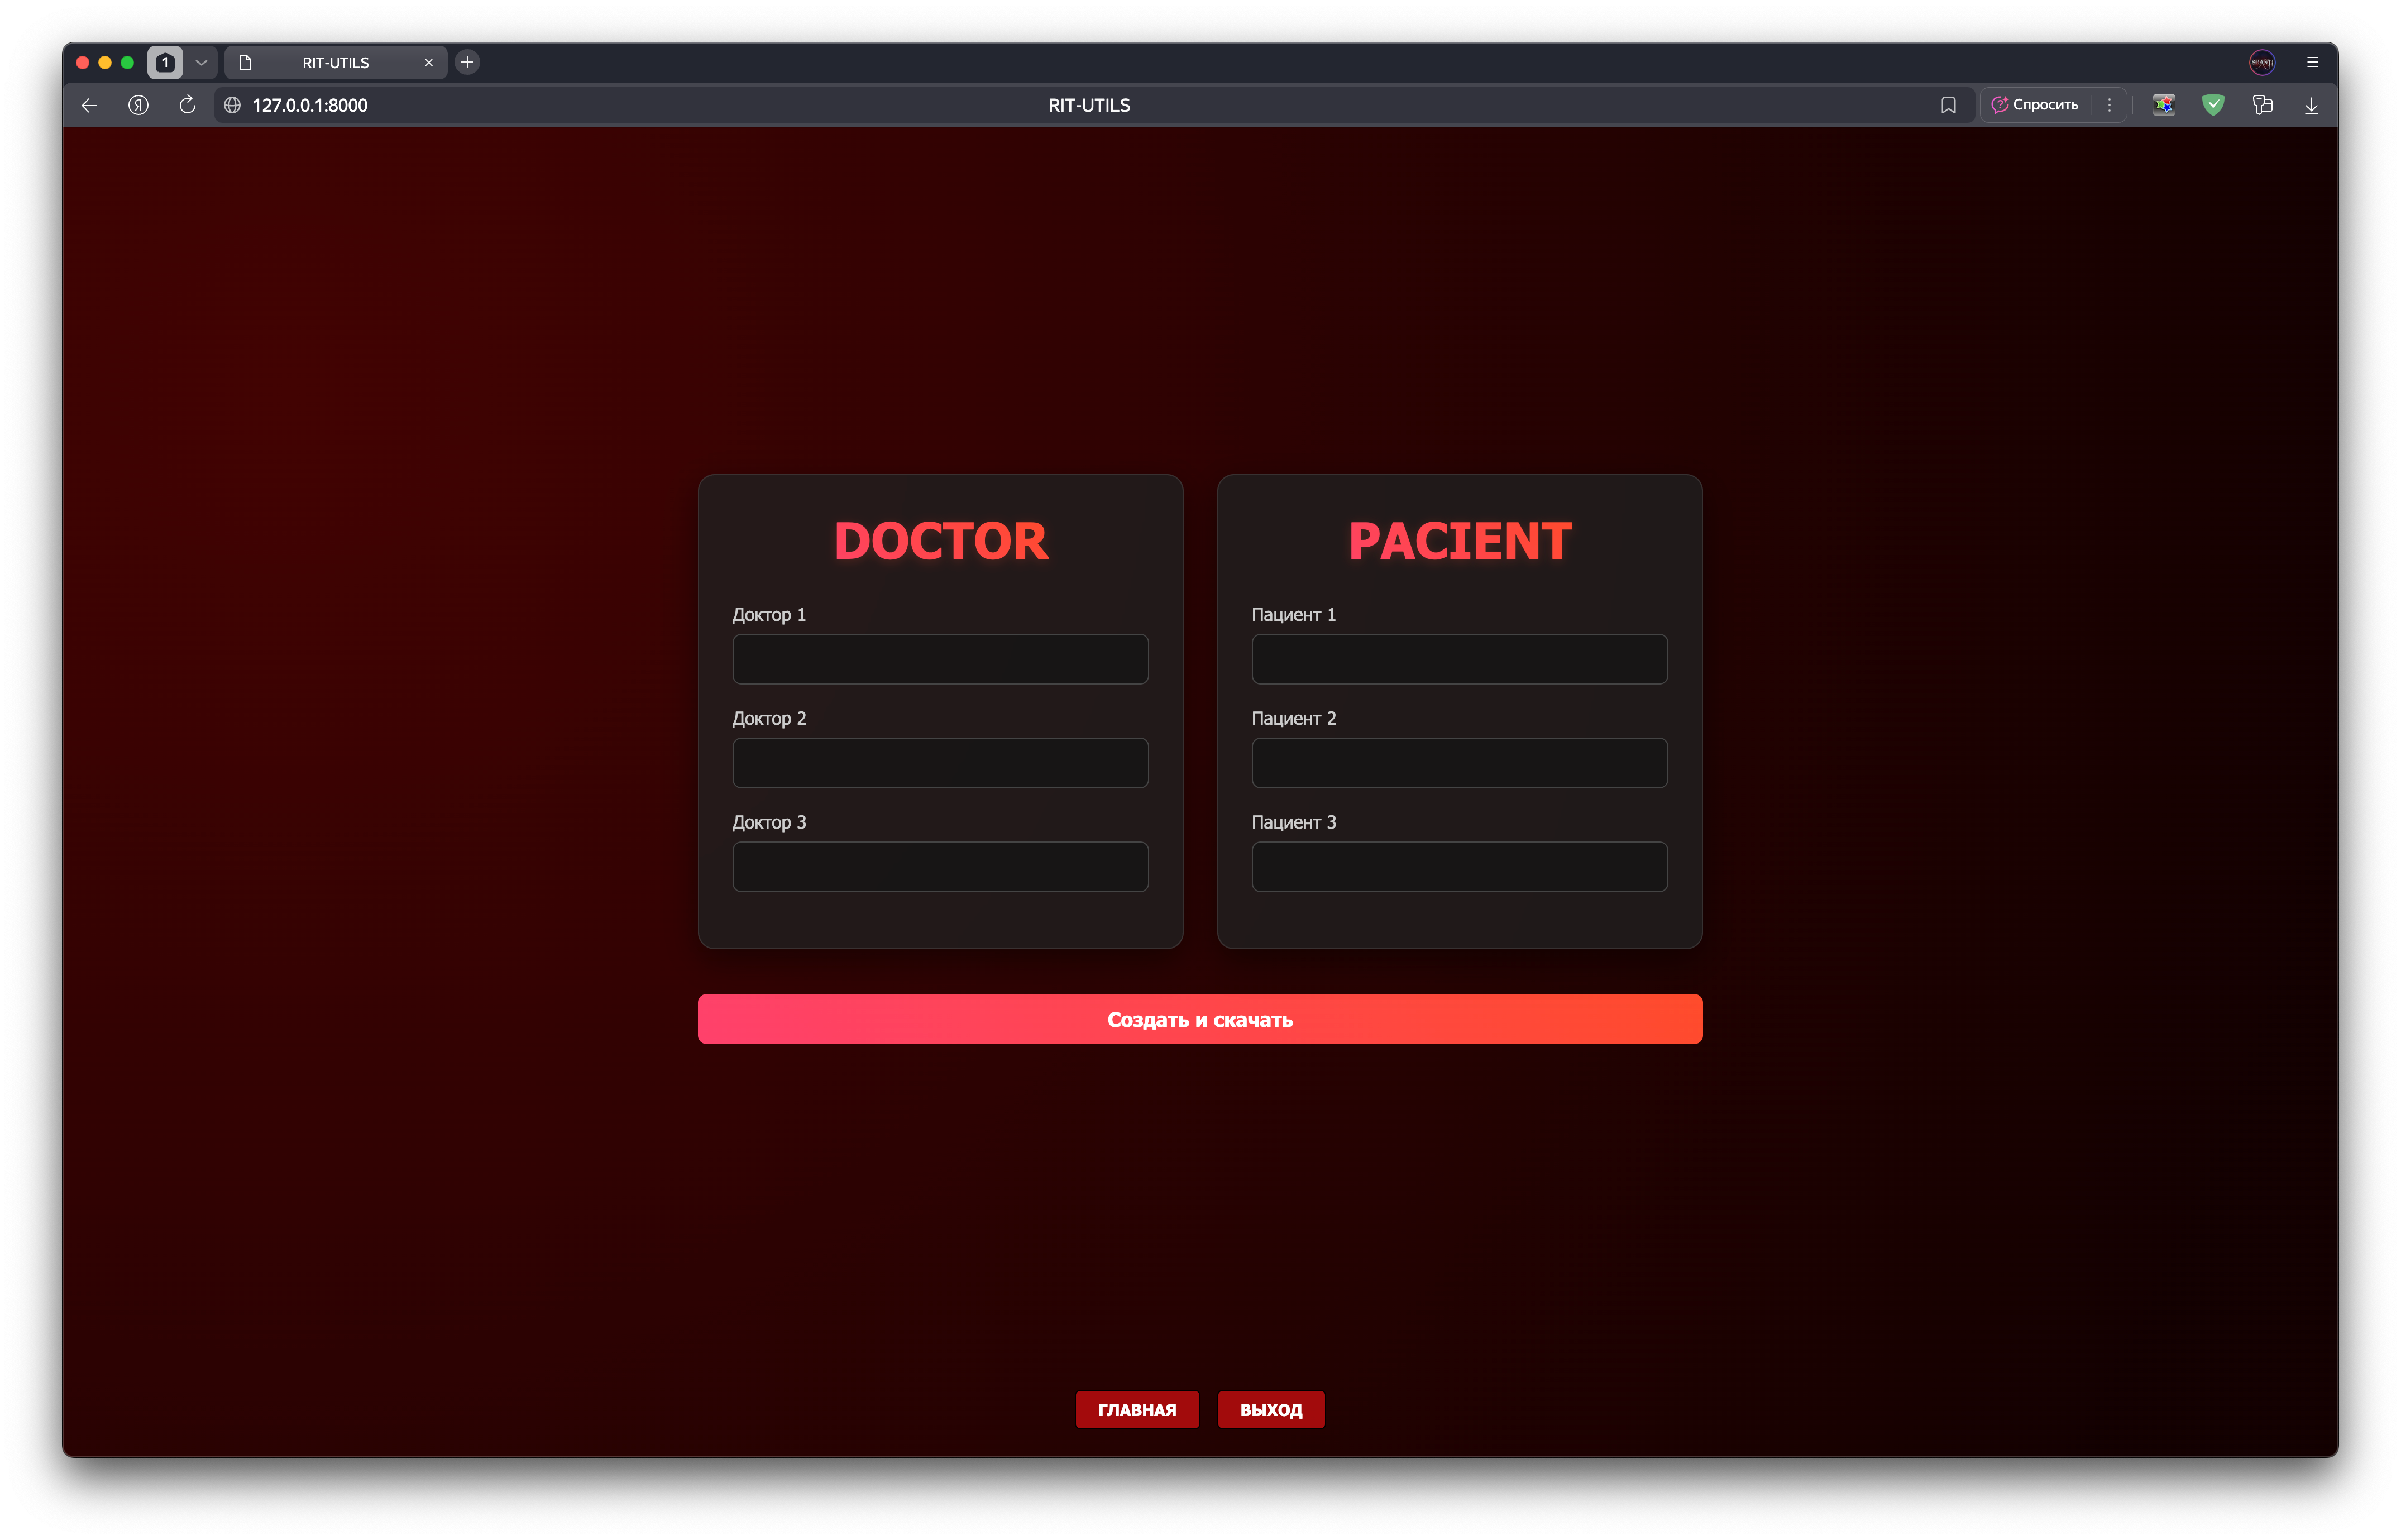 1
RIT-UTILS
127.0.0.1:8000
RIT-UTILS
Спросить
DOCTOR
Доктор 1
Доктор 2
Доктор 3
PACIENT
Пациент 1
Пациент 2
Пациент 3
Создать и скачать
ГЛАВНАЯ
ВЫХОД